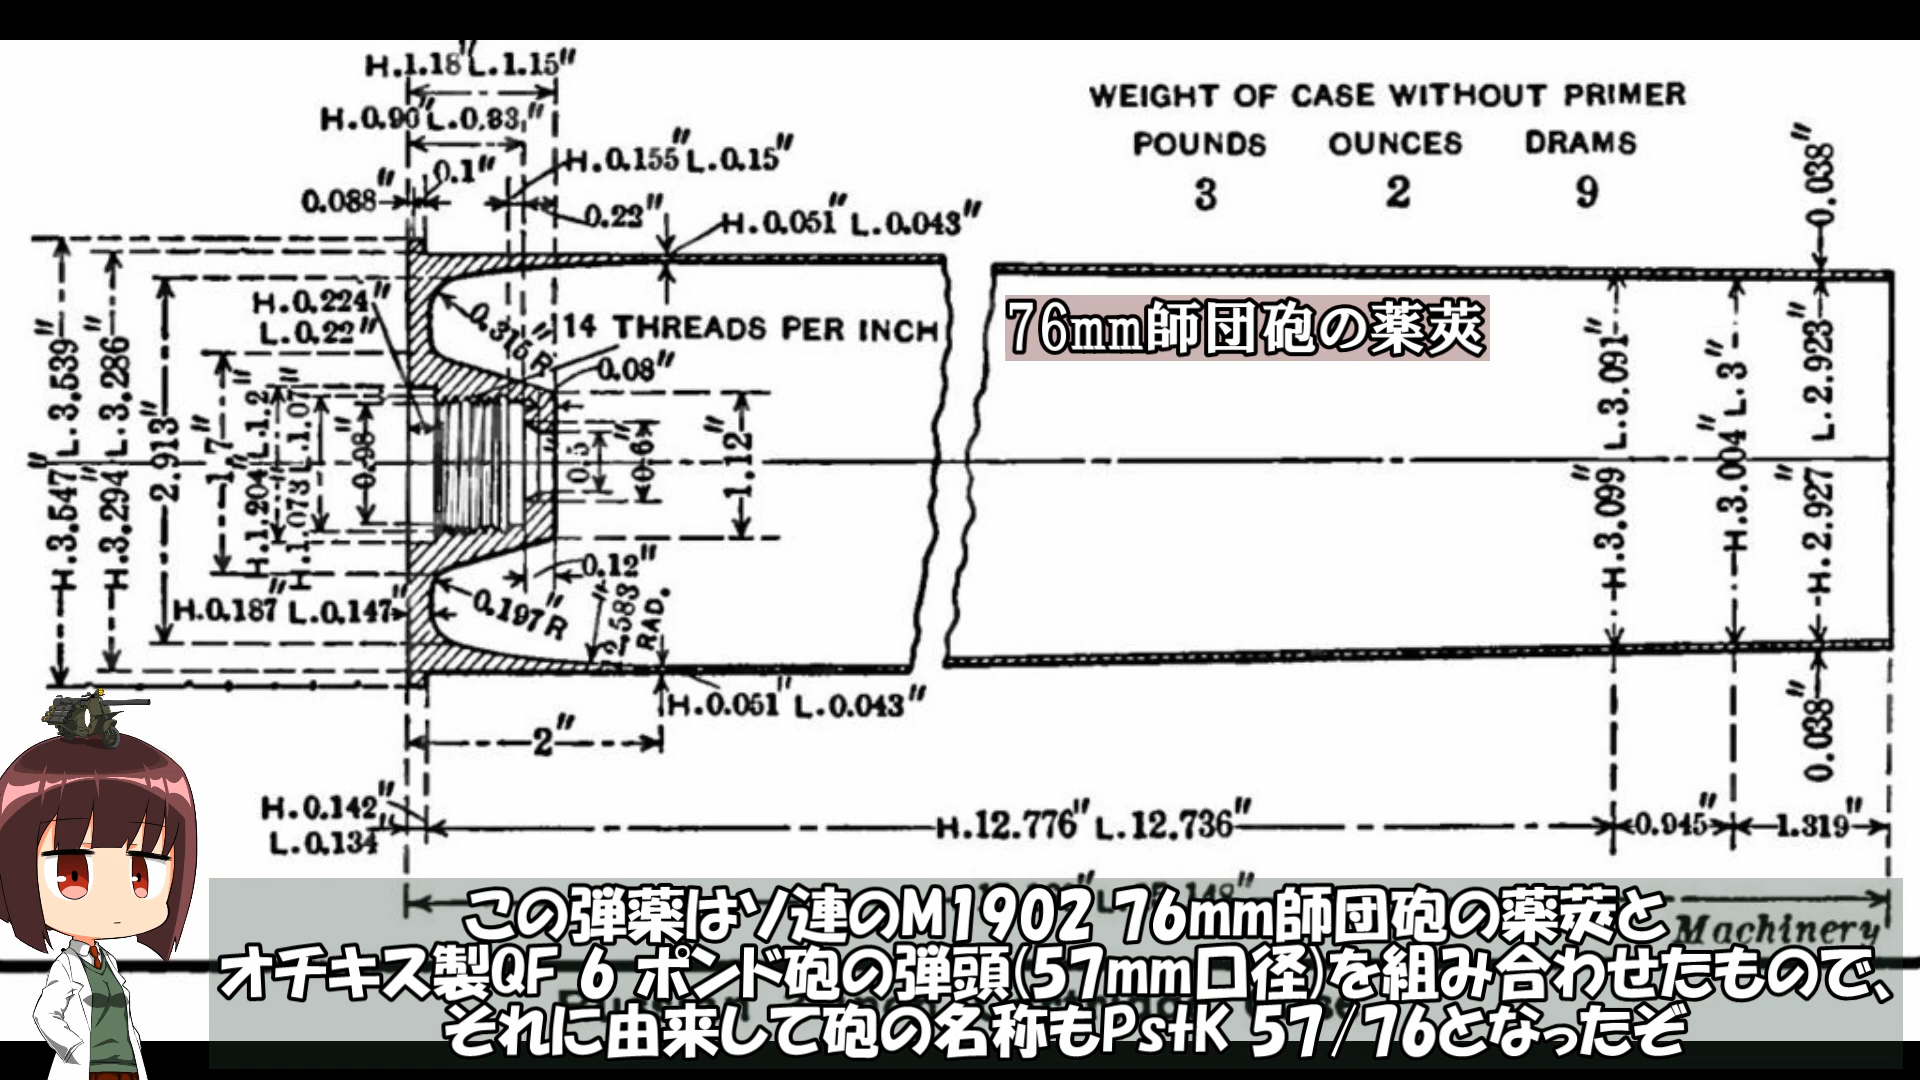 H.1.18" L.1.15"
H.0.90" L.0.83"
0.1"
0.088"
H.0.155" L.0.15"
0.22"
H.0.051" L.0.043"
WEIGHT OF CASE WITHOUT PRIMER
POUNDS OUNCES DRAMS
3 2 9
0.038"
H.0.224"
L.0.22"
0.315"R
14 THREADS PER INCH
0.08"
76mm師団砲の薬莢
H.3.547" L.3.539"
H.3.294" L.3.286"
2.913"
1.7"
H.1.204" L.1.2"
H.1.073" L.1.07"
0.98"
0.5"
0.6"
1.12"
H.3.099" L.3.091"
H.3.004" L.3"
H.2.927" L.2.923"
0.12"
H.0.187" L.0.147"
0.197"R
2.583" RAD.
H.0.051" L.0.043"
2"
0.038"
H.0.142"
L.0.134"
H.12.776" L.12.736"
0.945"
1.319"
Machinery
この弾薬はソ連のM1902 76mm師団砲の薬莢と
オチキス製QF 6 ポンド砲の弾頭(57mm口径)を組み合わせたもので、
それに由来して砲の名称もPstK 57/76となったぞ